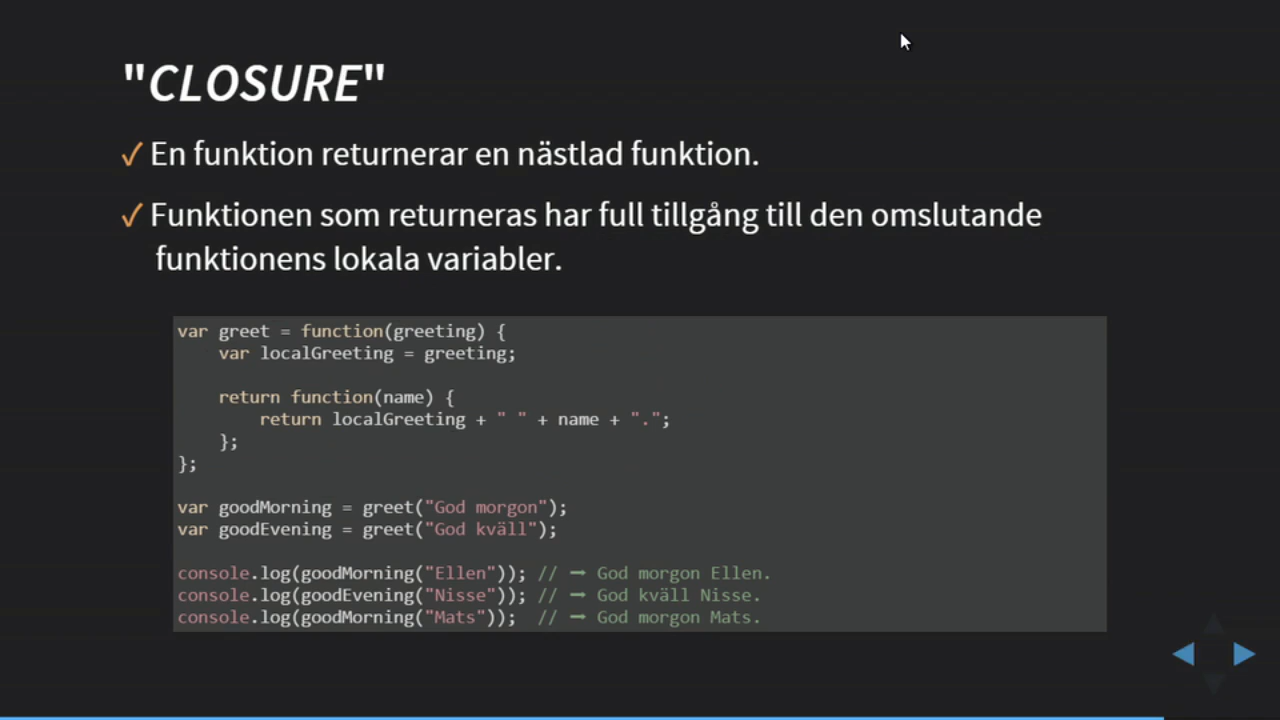 "CLOSURE"
✓ En funktion returnerar en nästlad funktion.
✓ Funktionen som returneras har full tillgång till den omslutande
funktionens lokala variabler.
var greet = function(greeting) {
    var localGreeting = greeting;
    return function(name) {
        return localGreeting + " " + name + ".";
    };
};
var goodMorning = greet("God morgon");
var goodEvening = greet("God kväll");
console.log(goodMorning("Ellen")); // ➞ God morgon Ellen.
console.log(goodEvening("Nisse")); // ➞ God kväll Nisse.
console.log(goodMorning("Mats");  // ➞ God morgon Mats.